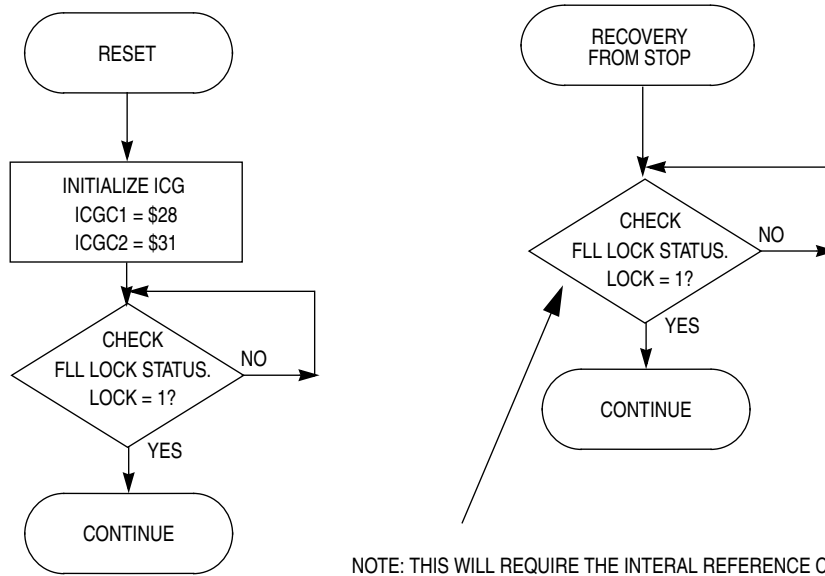 RESET
INITIALIZE ICG
ICGC1 = $28
ICGC2 = $31
CHECK
FLL LOCK STATUS.
LOCK = 1?
NO
YES
CONTINUE
RECOVERY
FROM STOP
CHECK
FLL LOCK STATUS.
LOCK = 1?
NO
YES
CONTINUE
NOTE: THIS WILL REQUIRE THE INTERAL REFERENCE